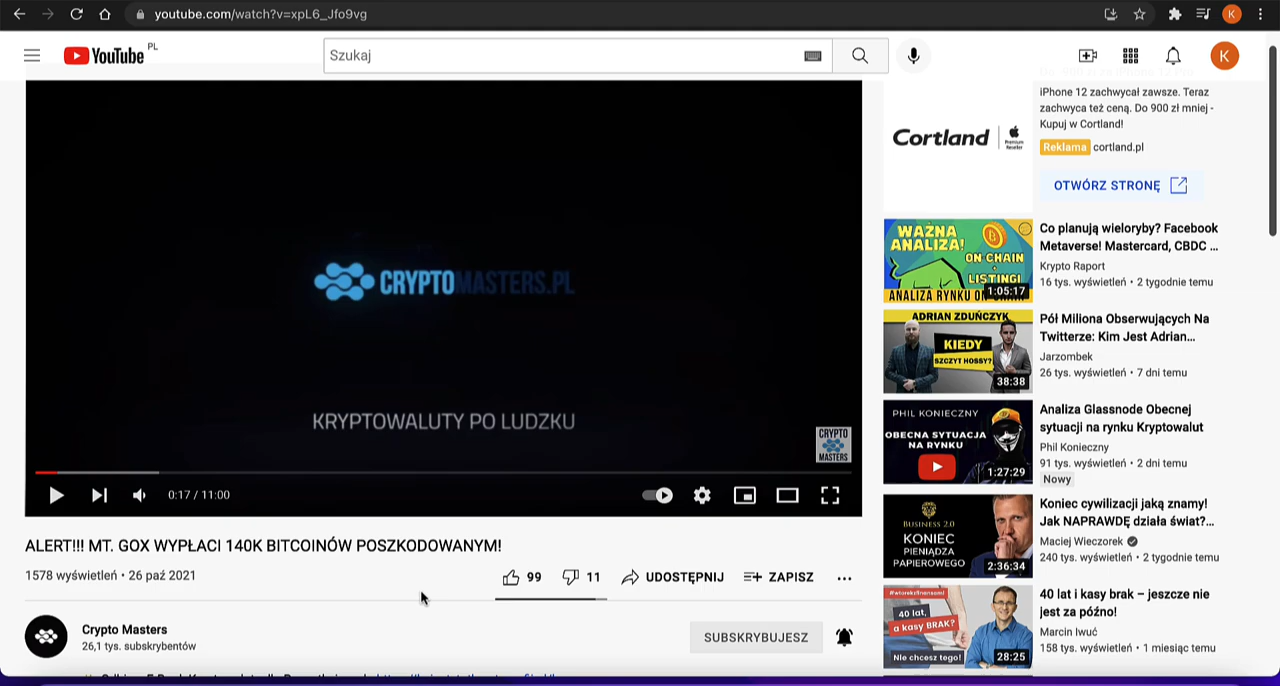 youtube.com/watch?v=xpL6_Jfo9vg
K
YouTube PL
Szukaj
K
CRYPTOMASTERS.PL
KRYPTOWALUTY PO LUDZKU
CRYPTO
MASTERS
0:17 / 11:00
ALERT!!! MT. GOX WYPŁACI 140K BITCOINÓW POSZKODOWANYM!
1578 wyświetleń • 26 paź 2021
99
11
UDOSTĘPNIJ
ZAPISZ
Crypto Masters
26,1 tys. subskrybentów
SUBSKRYBUJESZ
iPhone 12 zachwycał zawsze. Teraz
zachwyca też ceną. Do 900 zł mniej -
Kupuj w Cortland!
Cortland
Premium
Reseller
Reklama cortland.pl
OTWÓRZ STRONĘ
WAŻNA
ANALIZA!
ON CHAIN
+
LISTING!
ANALIZA RYNKU ON
1:05:17
Co planują wieloryby? Facebook
Metaverse! Mastercard, CBDC ...
Krypto Raport
16 tys. wyświetleń • 2 tygodnie temu
ADRIAN ZDUŃCZYK
KIEDY
SZCZYT HOSSY?
38:38
Pół Miliona Obserwujących Na
Twitterze: Kim Jest Adrian...
Jarzombek
26 tys. wyświetleń • 7 dni temu
PHIL KONIECZNY
OBECNA SYTUACJA
NA RYNKU
1:27:29
Analiza Glassnode Obecnej
sytuacji na rynku Kryptowalut
Phil Konieczny
91 tys. wyświetleń • 2 dni temu
Nowy
BUSINESS 2.0
KONIEC
PIENIĄDZA
PAPIEROWEGO
2:36:34
Koniec cywilizacji jaką znamy!
Jak NAPRAWDĘ działa świat?...
Maciej Wieczorek
240 tys. wyświetleń • 2 tygodnie temu
#wtorekzfinansami
40 lat,
a kasy BRAK?
Nie chcesz tego!
28:25
40 lat i kasy brak – jeszcze nie
jest za późno!
Marcin Iwuć
158 tys. wyświetleń • 1 miesiąc temu